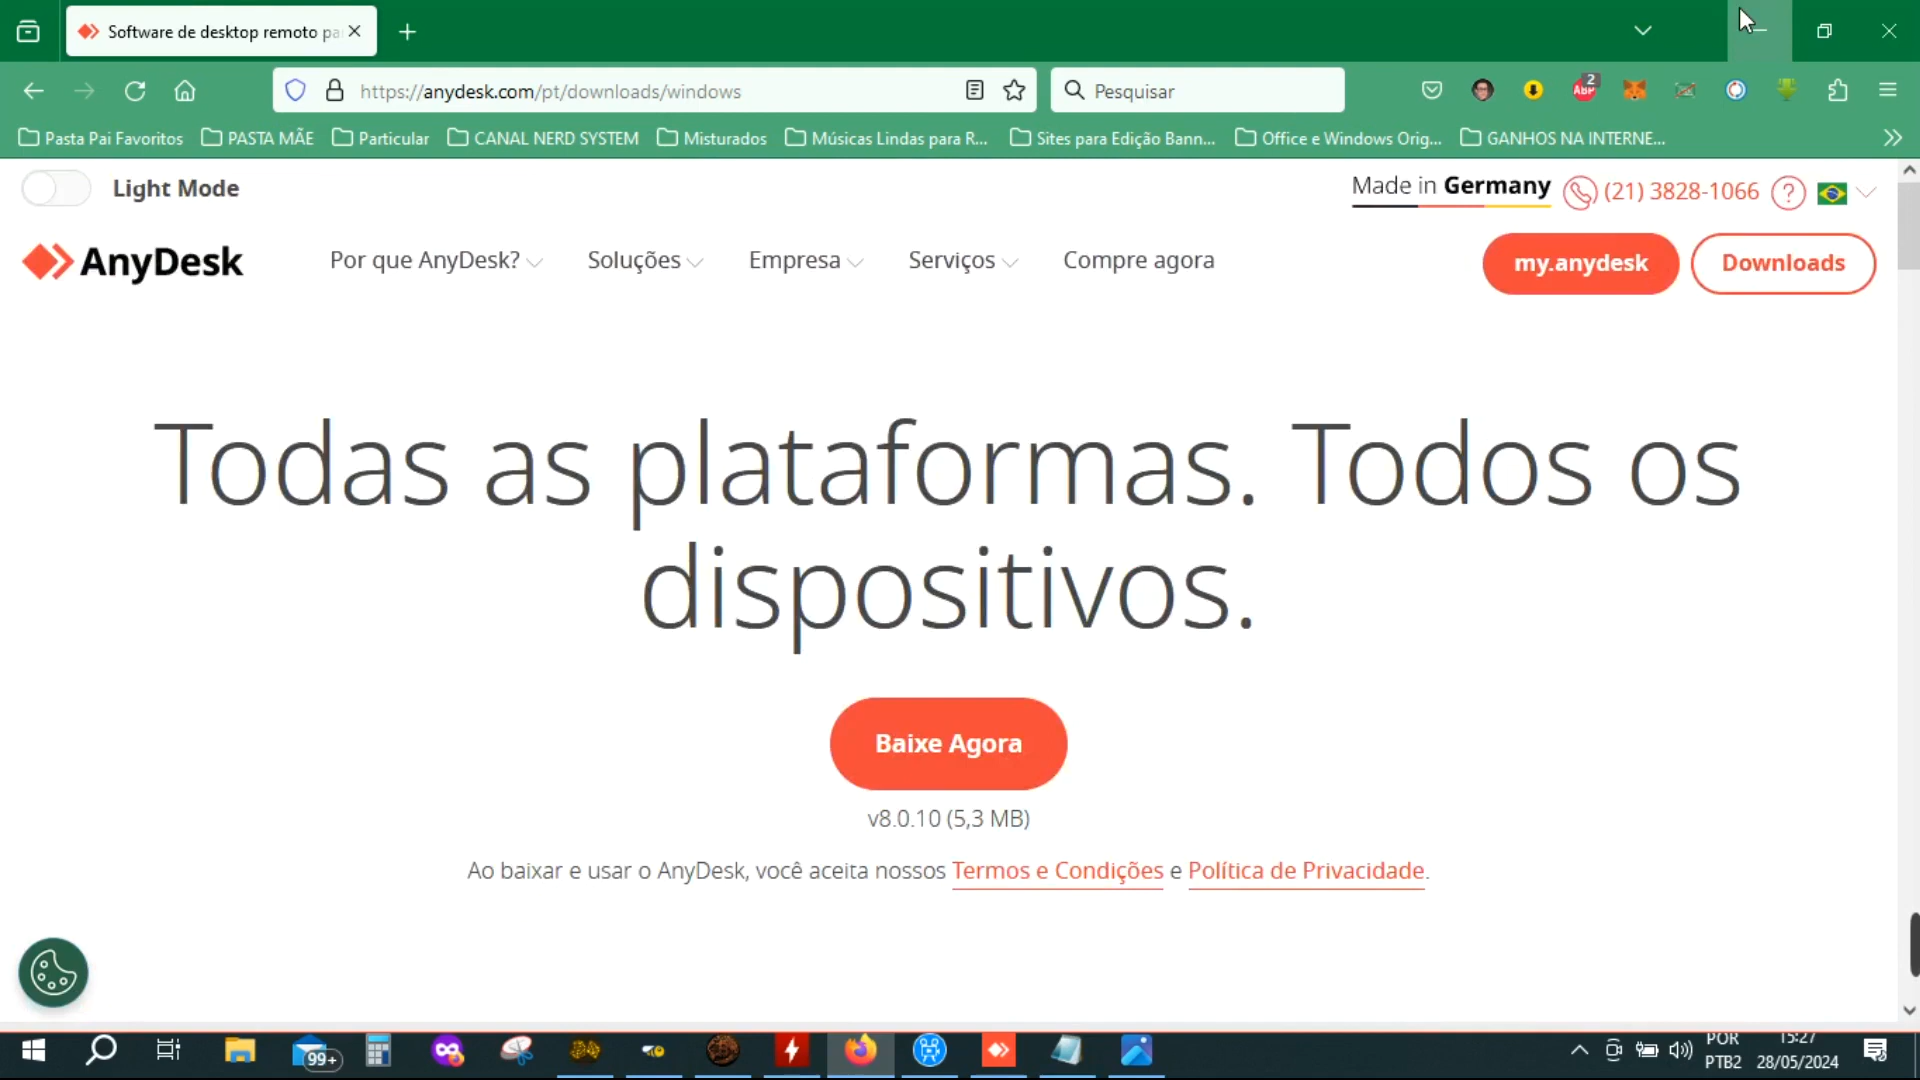 Software de desktop remoto pa
https://anydesk.com/pt/downloads/windows
Pesquisar
ABP 2
Pasta Pai Favoritos
PASTA MÃE
Particular
CANAL NERD SYSTEM
Misturados
Músicas Lindas para R...
Sites para Edição Bann...
Office e Windows Orig...
GANHOS NA INTERNE...
Light Mode
Made in Germany
(21) 3828-1066
AnyDesk
Por que AnyDesk?
Soluções
Empresa
Serviços
Compre agora
my.anydesk
Downloads
Todas as plataformas. Todos os
dispositivos.
Baixe Agora
v8.0.10 (5,3 MB)
Ao baixar e usar o AnyDesk, você aceita nossos Termos e Condições e Política de Privacidade.
99+
POR
PTB2
15:27
28/05/2024